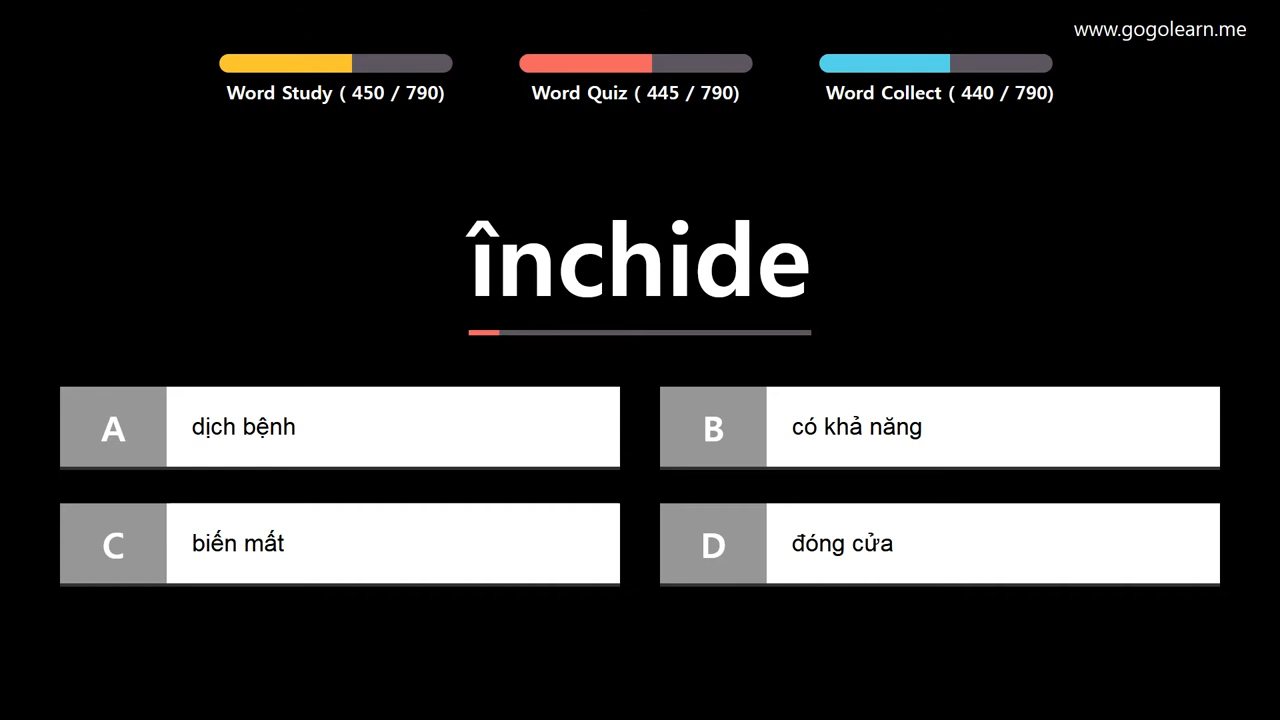 www.gogolearn.me
Word Study ( 450 / 790)
Word Quiz ( 445 / 790)
Word Collect ( 440 / 790)
închide
A dịch bệnh
B có khả năng
C biến mất
D đóng cửa